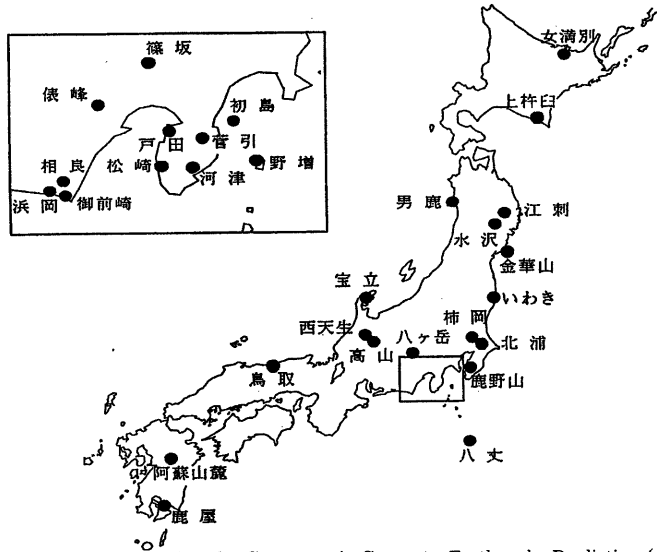 篠坂
俵峰
初島
戸田
菅引
相良
松崎
河津
野増
浜岡
御前崎
女満別
上杵臼
男鹿
江刺
水沢
金華山
宝立
いわき
西天生
高山
八ヶ岳
柿岡
北浦
鳥取
鹿野山
八丈
阿蘇山麓
鹿屋